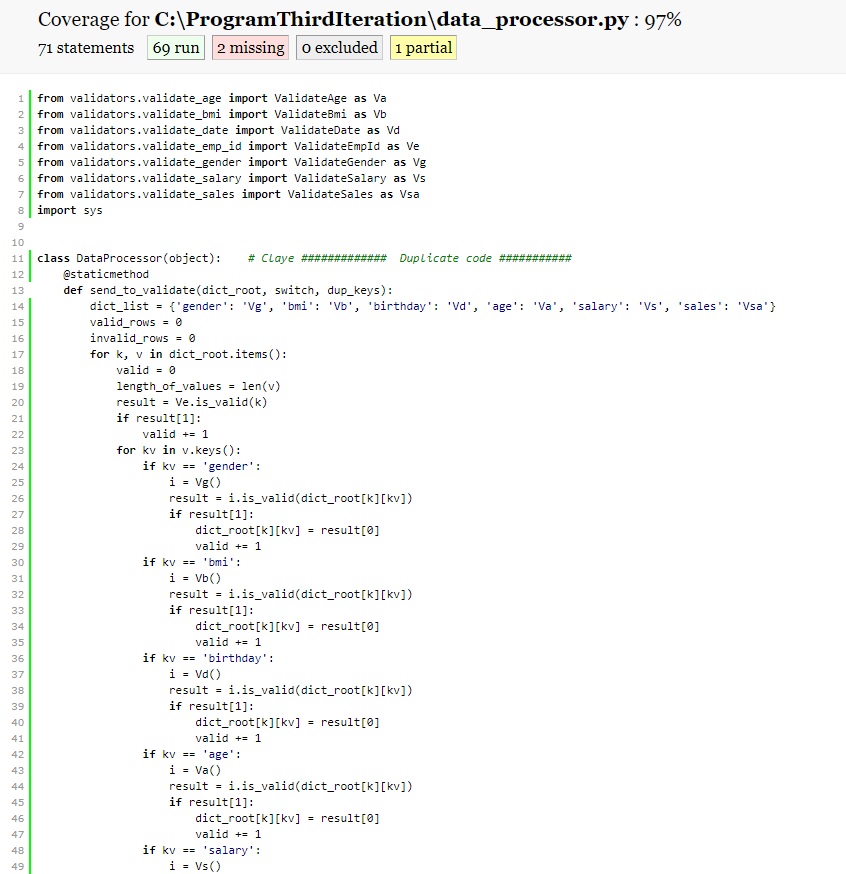 Coverage for C:\ProgramThirdIteration\data_processor.py : 97%
71 statements 69 run 2 missing 0 excluded 1 partial
1 from validators.validate_age import ValidateAge as Va
2 from validators.validate_bmi import ValidateBmi as Vb
3 from validators.validate_date import ValidateDate as Vd
4 from validators.validate_emp_id import ValidateEmpId as Ve
5 from validators.validate_gender import ValidateGender as Vg
6 from validators.validate_salary import ValidateSalary as Vs
7 from validators.validate_sales import ValidateSales as Vsa
8 import sys
9
10
11 class DataProcessor(object):    # Claye #############  Duplicate code ###########
12     @staticmethod
13     def send_to_validate(dict_root, switch, dup_keys):
14         dict_list = {'gender': 'Vg', 'bmi': 'Vb', 'birthday': 'Vd', 'age': 'Va', 'salary': 'Vs', 'sales': 'Vsa'}
15         valid_rows = 0
16         invalid_rows = 0
17         for k, v in dict_root.items():
18             valid = 0
19             length_of_values = len(v)
20             result = Ve.is_valid(k)
21             if result[1]:
22                 valid += 1
23             for kv in v.keys():
24                 if kv == 'gender':
25                     i = Vg()
26                     result = i.is_valid(dict_root[k][kv])
27                     if result[1]:
28                         dict_root[k][kv] = result[0]
29                         valid += 1
30                 if kv == 'bmi':
31                     i = Vb()
32                     result = i.is_valid(dict_root[k][kv])
33                     if result[1]:
34                         dict_root[k][kv] = result[0]
35                         valid += 1
36                 if kv == 'birthday':
37                     i = Vd()
38                     result = i.is_valid(dict_root[k][kv])
39                     if result[1]:
40                         dict_root[k][kv] = result[0]
41                         valid += 1
42                 if kv == 'age':
43                     i = Va()
44                     result = i.is_valid(dict_root[k][kv])
45                     if result[1]:
46                         dict_root[k][kv] = result[0]
47                         valid += 1
48                 if kv == 'salary':
49                     i = Vs()